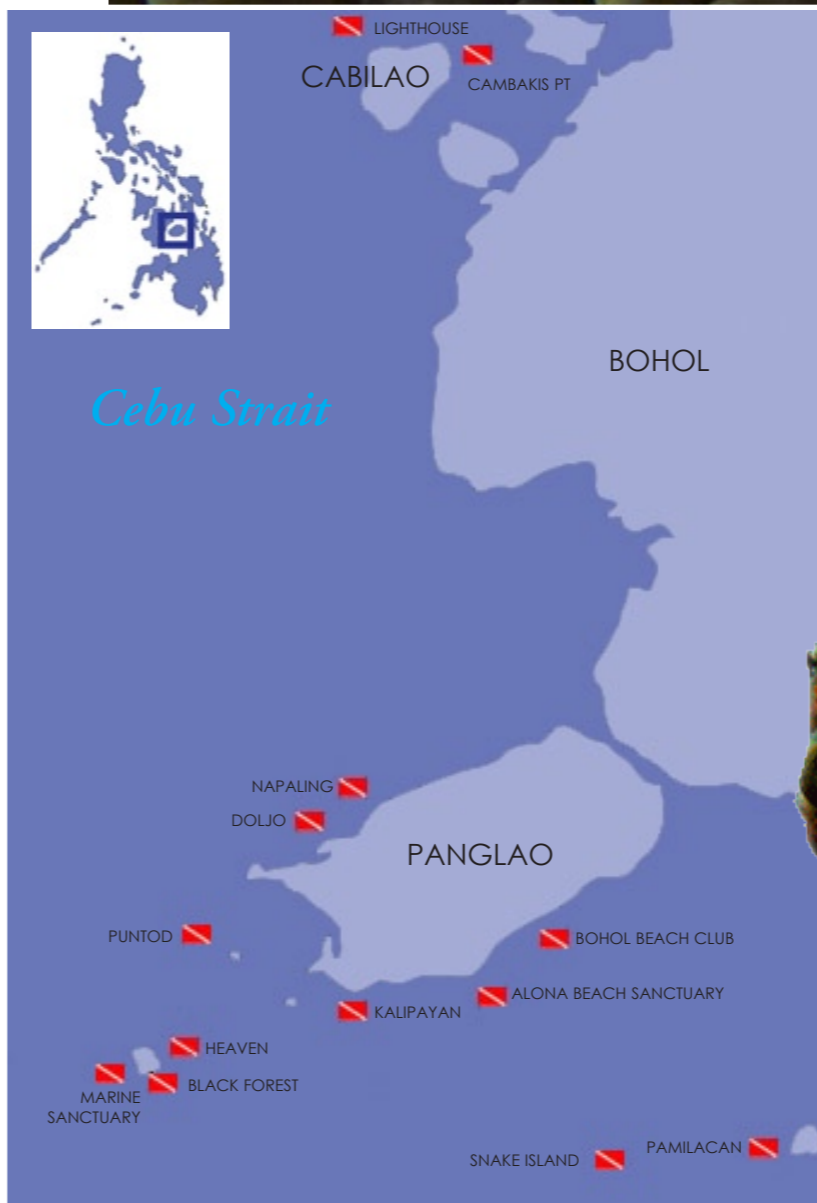 LIGHTHOUSE
CABILAO
CAMBAKIS PT
BOHOL
Cebu Strait
NAPALING
DOLJO
PANGLAO
PUNTOD
BOHOL BEACH CLUB
ALONA BEACH SANCTUARY
KALIPAYAN
HEAVEN
BLACK FOREST
MARINE
SANCTUARY
SNAKE ISLAND
PAMILACAN